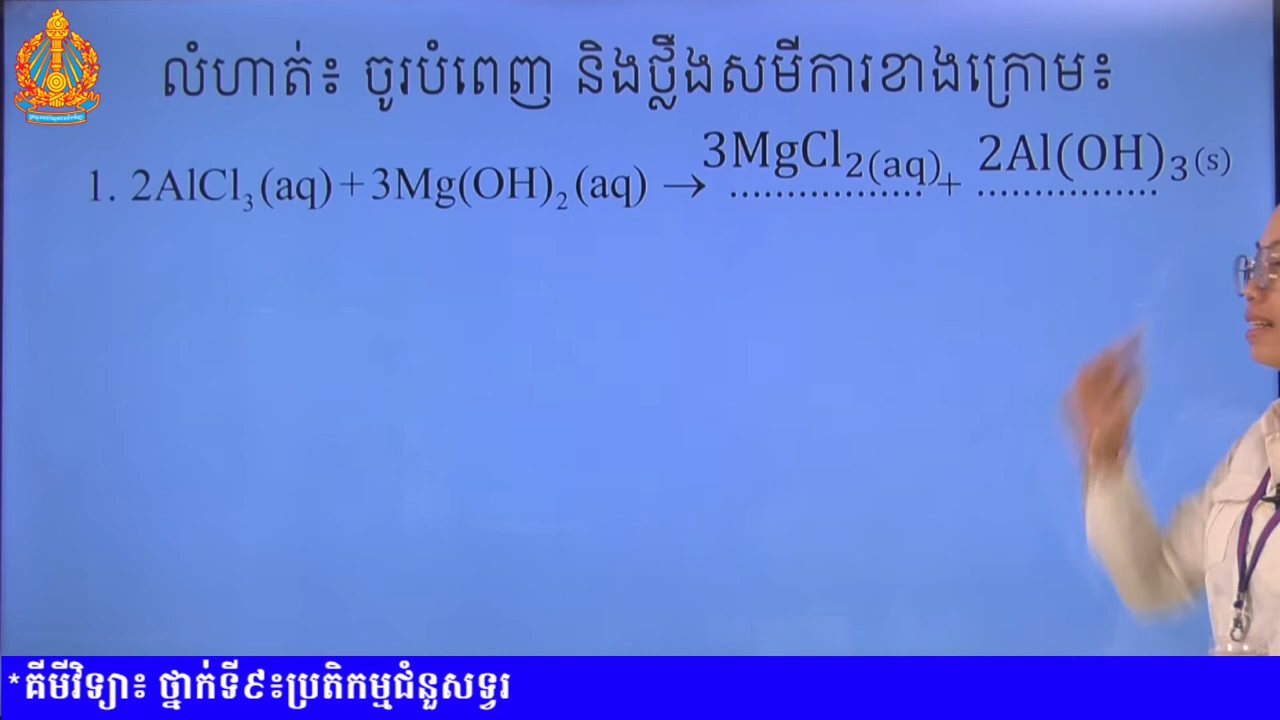 លំហាត់៖ ចូរបំពេញ និងថ្លឹងសមីការខាងក្រោម៖
1. 2AlCl₃(aq)+3Mg(OH)₂(aq) → 3MgCl₂(aq)+ 2Al(OH)₃(s)
*គីមីវិទ្យា៖ ថ្នាក់ទី៩៖ប្រតិកម្មជំនួសទ្វេរ